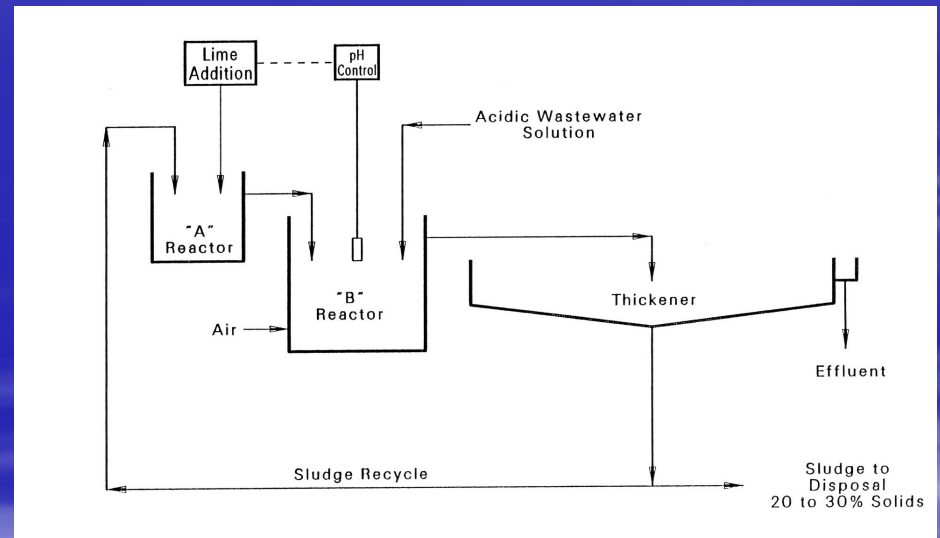 Lime
Addition
pH
Control
Acidic Wastewater
Solution
"A"
Reactor
"B"
Reactor
Air
Thickener
Effluent
Sludge Recycle
Sludge to
Disposal
20 to 30% Solids